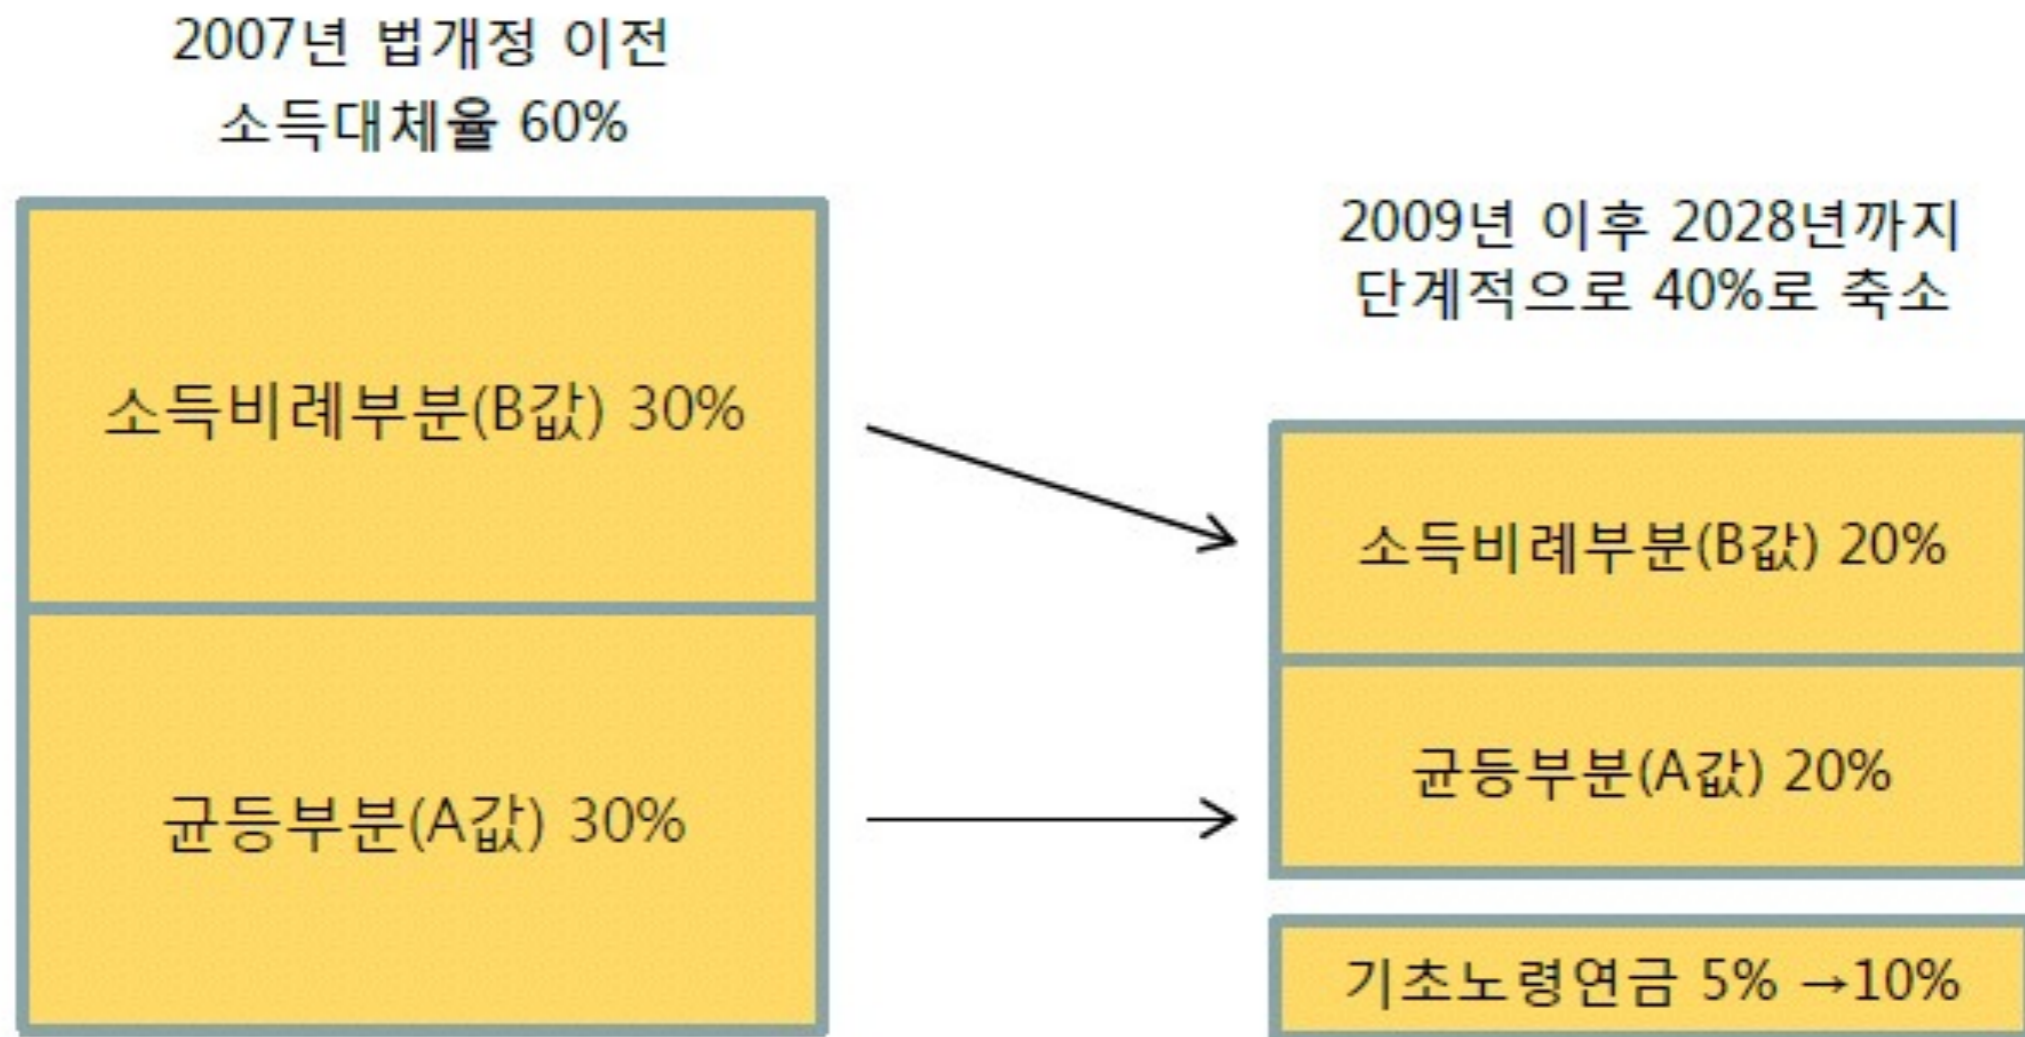 2007년 법개정 이전
소득대체율 60%
소득비례부분(B값) 30%
균등부분(A값) 30%
2009년 이후 2028년까지
단계적으로 40%로 축소
소득비례부분(B값) 20%
균등부분(A값) 20%
기초노령연금 5% →10%